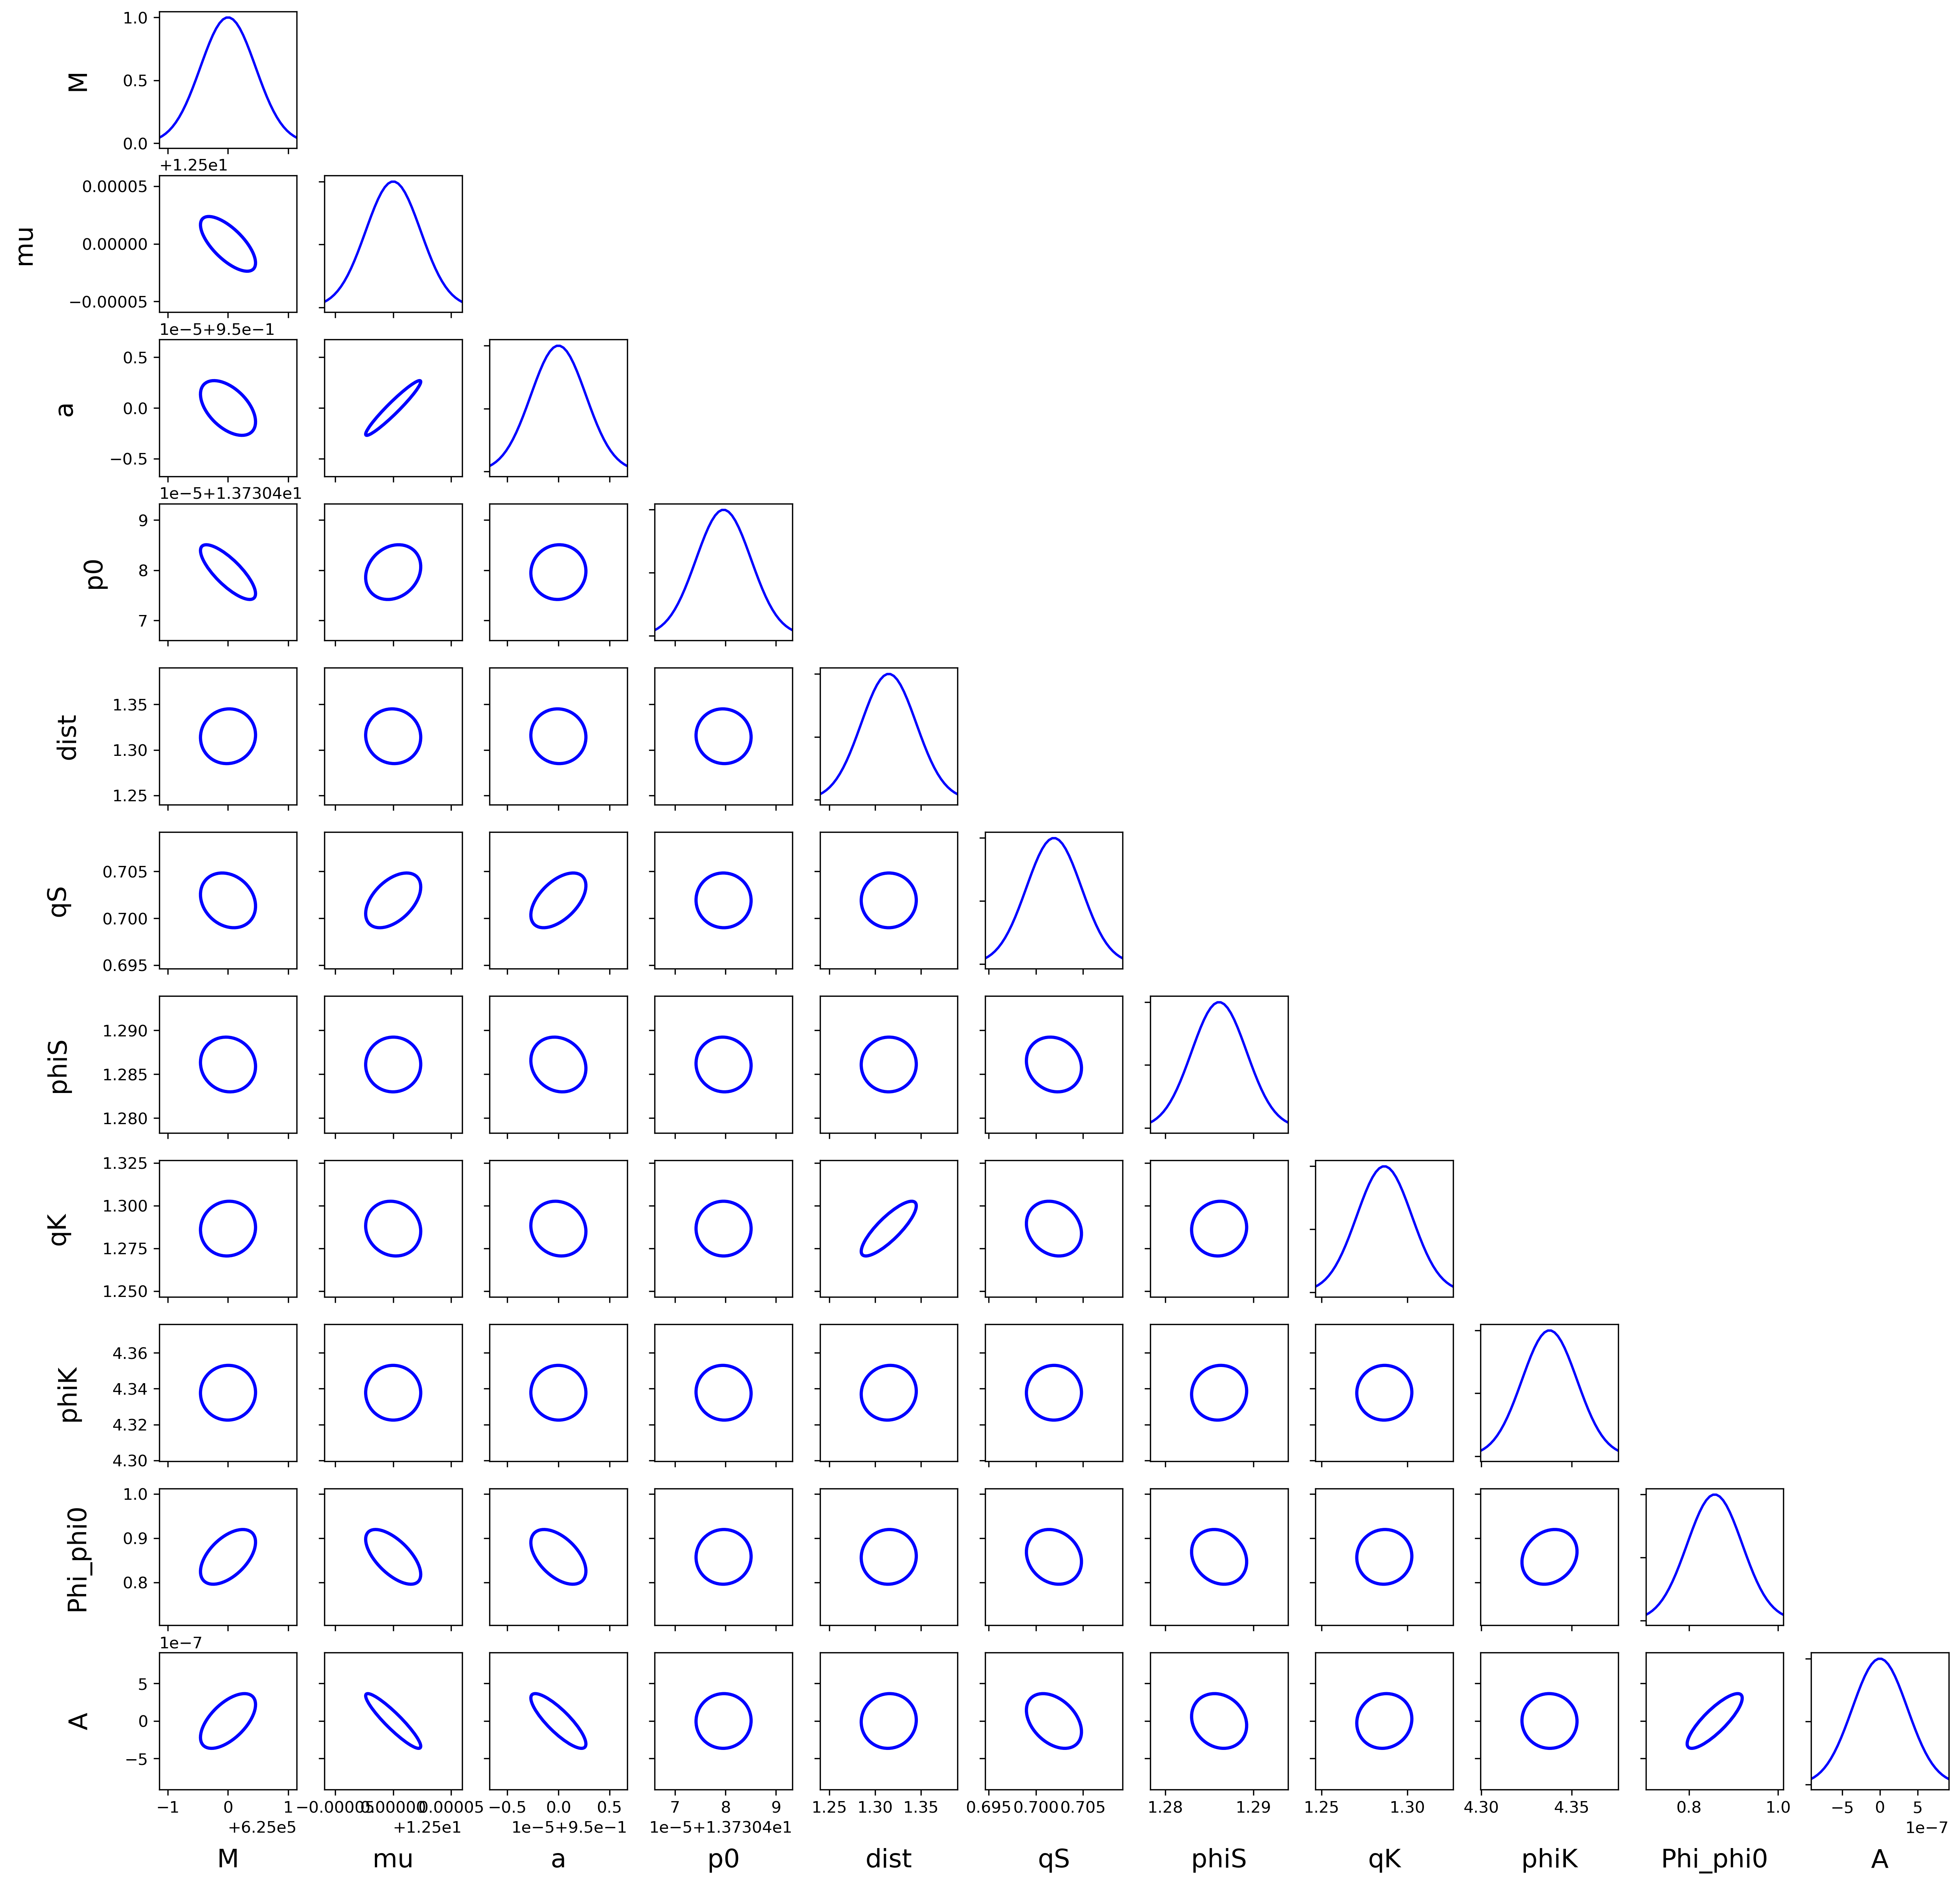 1.0
0.5
0.0
M
+1.25e1
0.00005
0.00000
−0.00005
mu
1e−5+9.5e−1
0.5
0.0
−0.5
a
1e−5+1.37304e1
9
8
7
p0
1.35
1.30
1.25
dist
0.705
0.700
0.695
qS
1.290
1.285
1.280
phiS
1.325
1.300
1.275
1.250
qK
4.36
4.34
4.32
4.30
phiK
1.0
0.9
0.8
Phi_phi0
1e−7
5
0
−5
A
−1 0 1 −0.00005 0.00000 0.00005 −0.5 0.0 0.5 7 8 9 1.25 1.30 1.35 0.695 0.700 0.705 1.28 1.29 1.25 1.30 4.30 4.35 0.8 1.0 −5 0 5
+6.25e5 +1.25e1 1e−5+9.5e−1 1e−5+1.37304e1 1e−7
M mu a p0 dist qS phiS qK phiK Phi_phi0 A